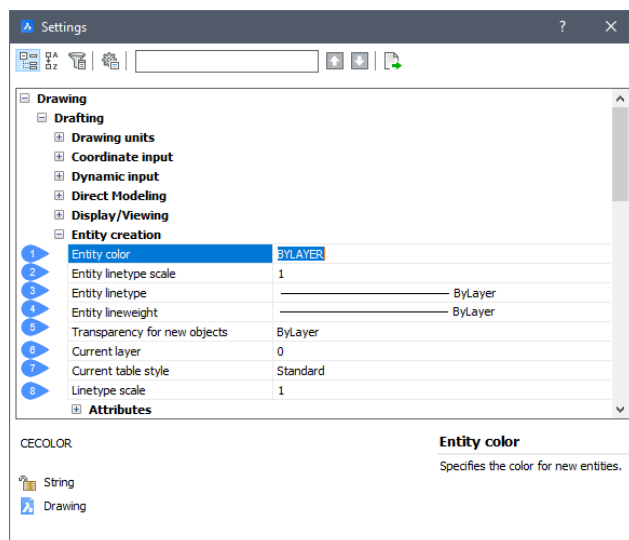 Settings ? ×
A
Z
Drawing
Drafting
Drawing units
Coordinate input
Dynamic input
Direct Modeling
Display/Viewing
Entity creation
1 Entity color BYLAYER
2 Entity linetype scale 1
3 Entity linetype ByLayer
4 Entity lineweight ByLayer
5 Transparency for new objects ByLayer
6 Current layer 0
7 Current table style Standard
8 Linetype scale 1
Attributes
CECOLOR
Entity color
Specifies the color for new entities.
String
Drawing